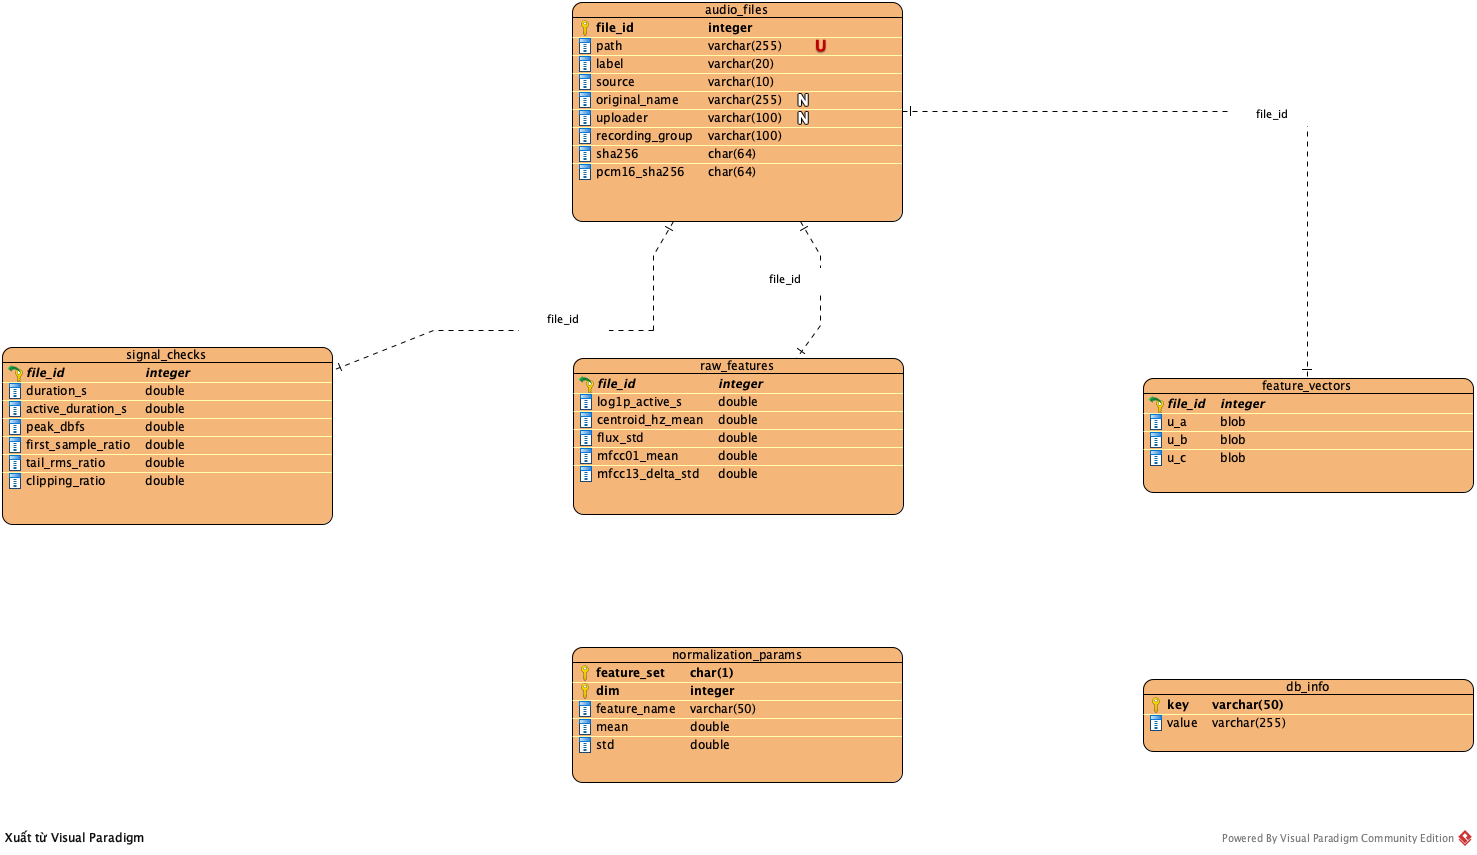 audio_files
file_id integer
path varchar(255) U
label varchar(20)
source varchar(10)
original_name varchar(255) N
uploader varchar(100) N
recording_group varchar(100)
sha256 char(64)
pcm16_sha256 char(64)
file_id
file_id
file_id
signal_checks
file_id integer
duration_s double
active_duration_s double
peak_dbfs double
first_sample_ratio double
tail_rms_ratio double
clipping_ratio double
raw_features
file_id integer
log1p_active_s double
centroid_hz_mean double
flux_std double
mfcc01_mean double
mfcc13_delta_std double
feature_vectors
file_id integer
u_a blob
u_b blob
u_c blob
normalization_params
feature_set char(1)
dim integer
feature_name varchar(50)
mean double
std double
db_info
key varchar(50)
value varchar(255)
Xuất từ Visual Paradigm
Powered By Visual Paradigm Community Edition